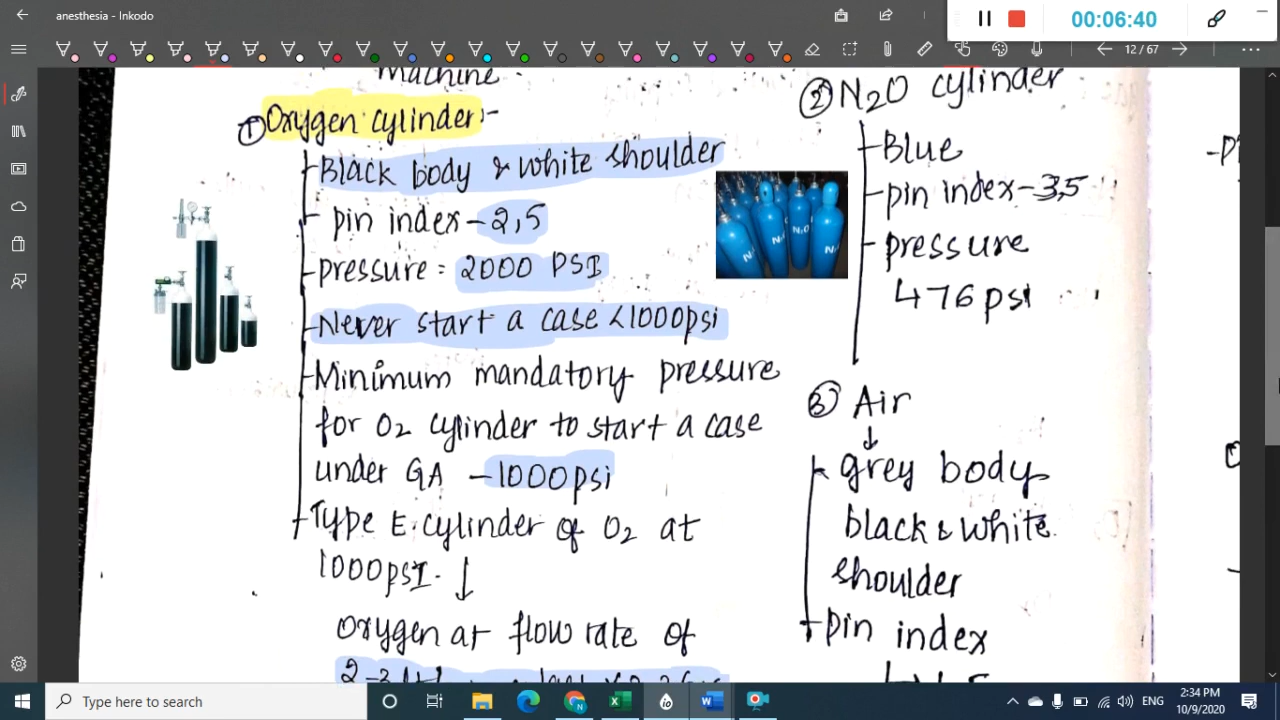 anesthesia - Inkodo
00:06:40
12 / 67
machine
① Oxygen cylinder:-
Black body & white shoulder
pin index - 2,5
pressure = 2000 PSI
Never start a case <1000psi
Minimum mandatory pressure
for O2 cylinder to start a case
under GA - 1000psi
Type E cylinder of O2 at
1000PSI. ↓
oxygen at flow rate of
② N2O cylinder
Blue
pin index - 3,5
pressure
476 psi
N2O
③ Air
↓
grey body
black & white
shoulder
pin index
Type here to search
ENG
2:34 PM
10/9/2020